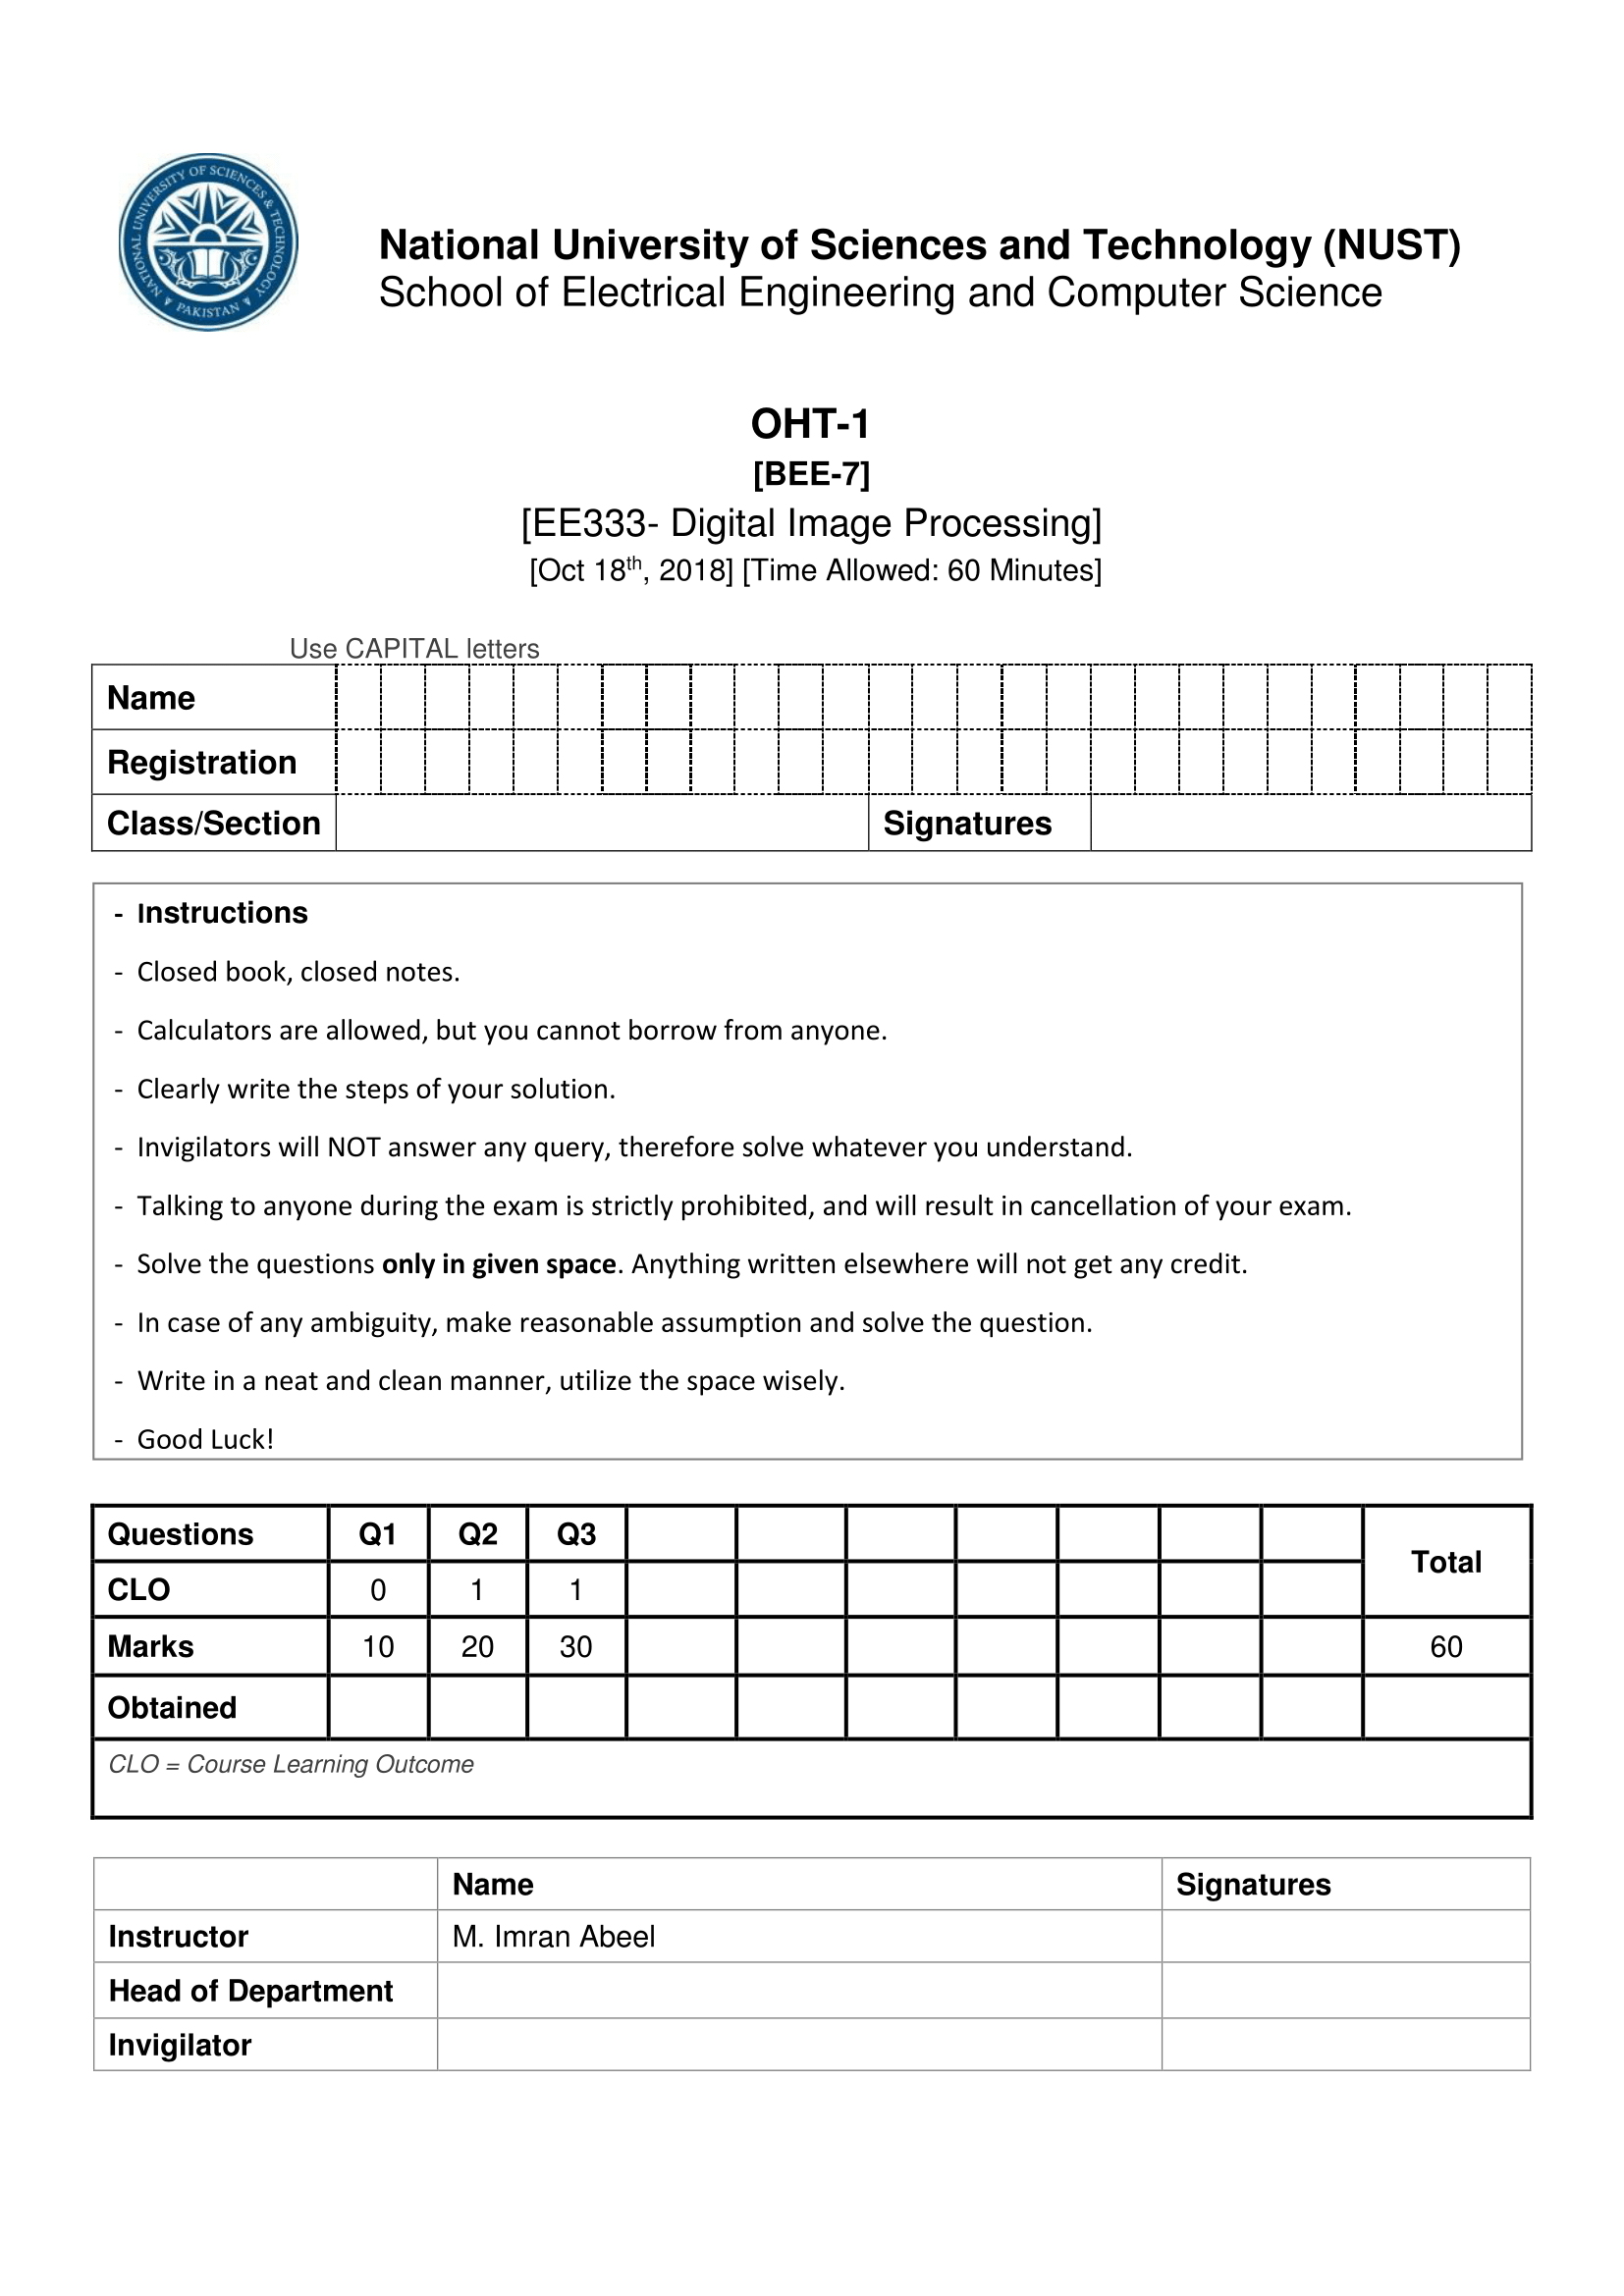 NATIONAL UNIVERSITY OF SCIENCES & TECHNOLOGY
PAKISTAN
National University of Sciences and Technology (NUST)
School of Electrical Engineering and Computer Science
OHT-1
[BEE-7]
[EE333- Digital Image Processing]
[Oct 18th, 2018] [Time Allowed: 60 Minutes]
Use CAPITAL letters
Name
Registration
Class/Section Signatures
- Instructions
- Closed book, closed notes.
- Calculators are allowed, but you cannot borrow from anyone.
- Clearly write the steps of your solution.
- Invigilators will NOT answer any query, therefore solve whatever you understand.
- Talking to anyone during the exam is strictly prohibited, and will result in cancellation of your exam.
- Solve the questions only in given space. Anything written elsewhere will not get any credit.
- In case of any ambiguity, make reasonable assumption and solve the question.
- Write in a neat and clean manner, utilize the space wisely.
- Good Luck!
Questions Q1 Q2 Q3 Total
CLO 0 1 1
Marks 10 20 30 60
Obtained
CLO = Course Learning Outcome
Name Signatures
Instructor M. Imran Abeel
Head of Department
Invigilator